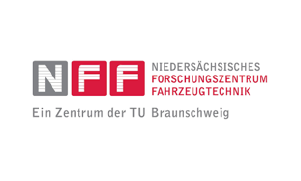 NFF
NIEDERSÄCHSISCHES
FORSCHUNGSZENTRUM
FAHRZEUGTECHNIK
Ein Zentrum der TU Braunschweig